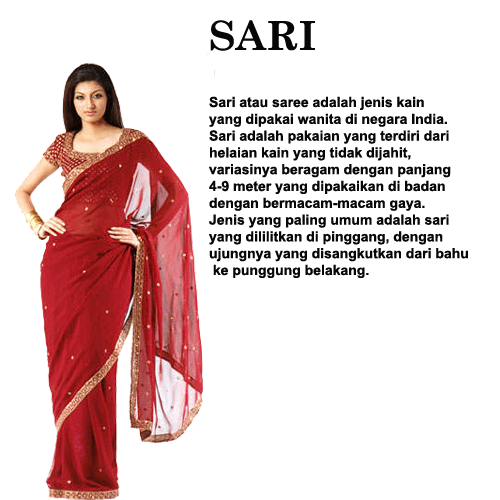 SARI
Sari atau saree adalah jenis kain
yang dipakai wanita di negara India.
Sari adalah pakaian yang terdiri dari
helaian kain yang tidak dijahit,
variasinya beragam dengan panjang
4-9 meter yang dipakaikan di badan
dengan bermacam-macam gaya.
Jenis yang paling umum adalah sari
yang dililitkan di pinggang, dengan
ujungnya yang disangkutkan dari bahu
ke punggung belakang.